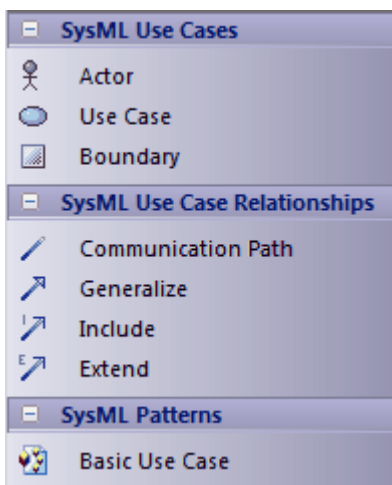 SysML Use Cases
Actor
Use Case
Boundary
SysML Use Case Relationships
Communication Path
Generalize
I
Include
E
Extend
SysML Patterns
Basic Use Case